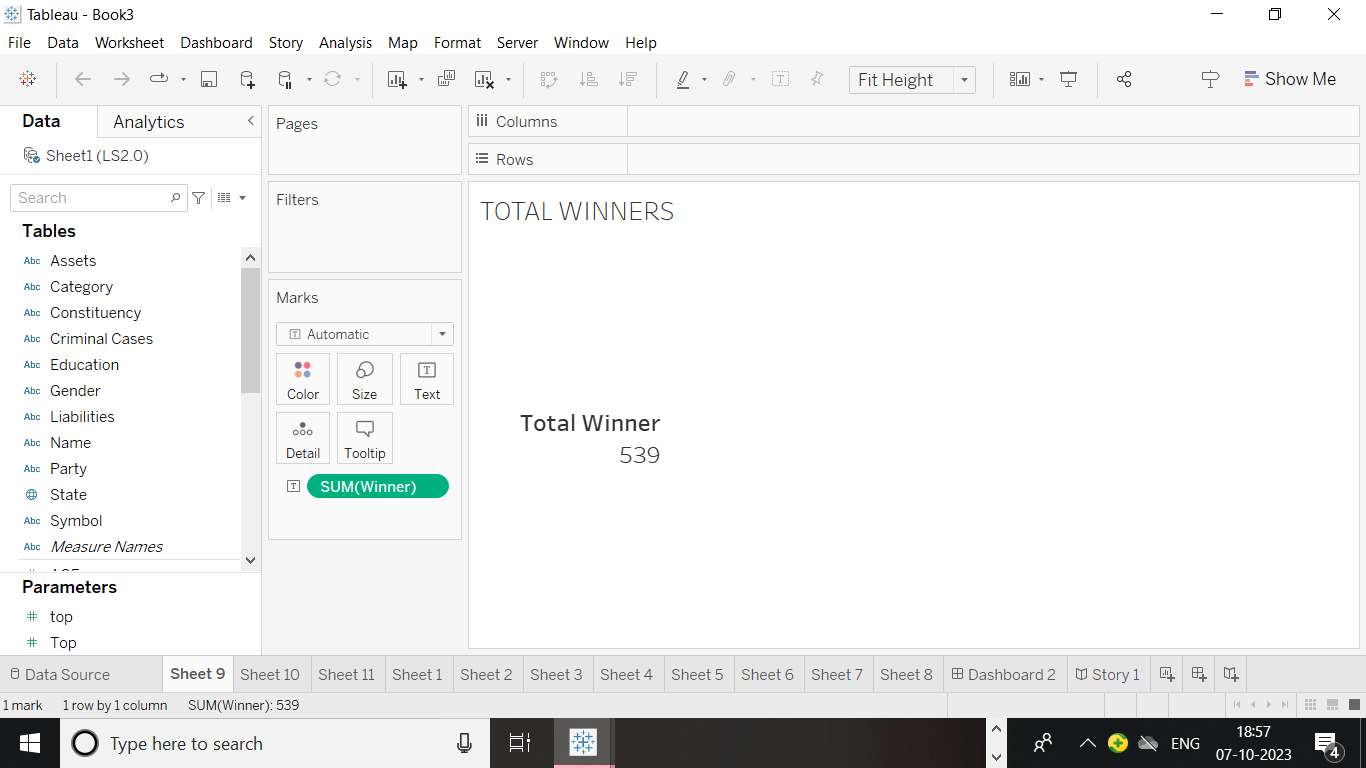 Tableau - Book3
File Data Worksheet Dashboard Story Analysis Map Format Server Window Help
Fit Height
Show Me
Data Analytics
Sheet1 (LS2.0)
Search
Tables
Abc Assets
Abc Category
Abc Constituency
Abc Criminal Cases
Abc Education
Abc Gender
Abc Liabilities
Abc Name
Abc Party
State
Abc Symbol
Abc Measure Names
Parameters
# top
# Top
Pages
Filters
Marks
T Automatic
Color Size Text
Detail Tooltip
T SUM(Winner)
Columns
Rows
TOTAL WINNERS
Total Winner
539
Data Source Sheet 9 Sheet 10 Sheet 11 Sheet 1 Sheet 2 Sheet 3 Sheet 4 Sheet 5 Sheet 6 Sheet 7 Sheet 8 Dashboard 2 Story 1
1 mark 1 row by 1 column SUM(Winner): 539
Type here to search
ENG
18:57
07-10-2023
4